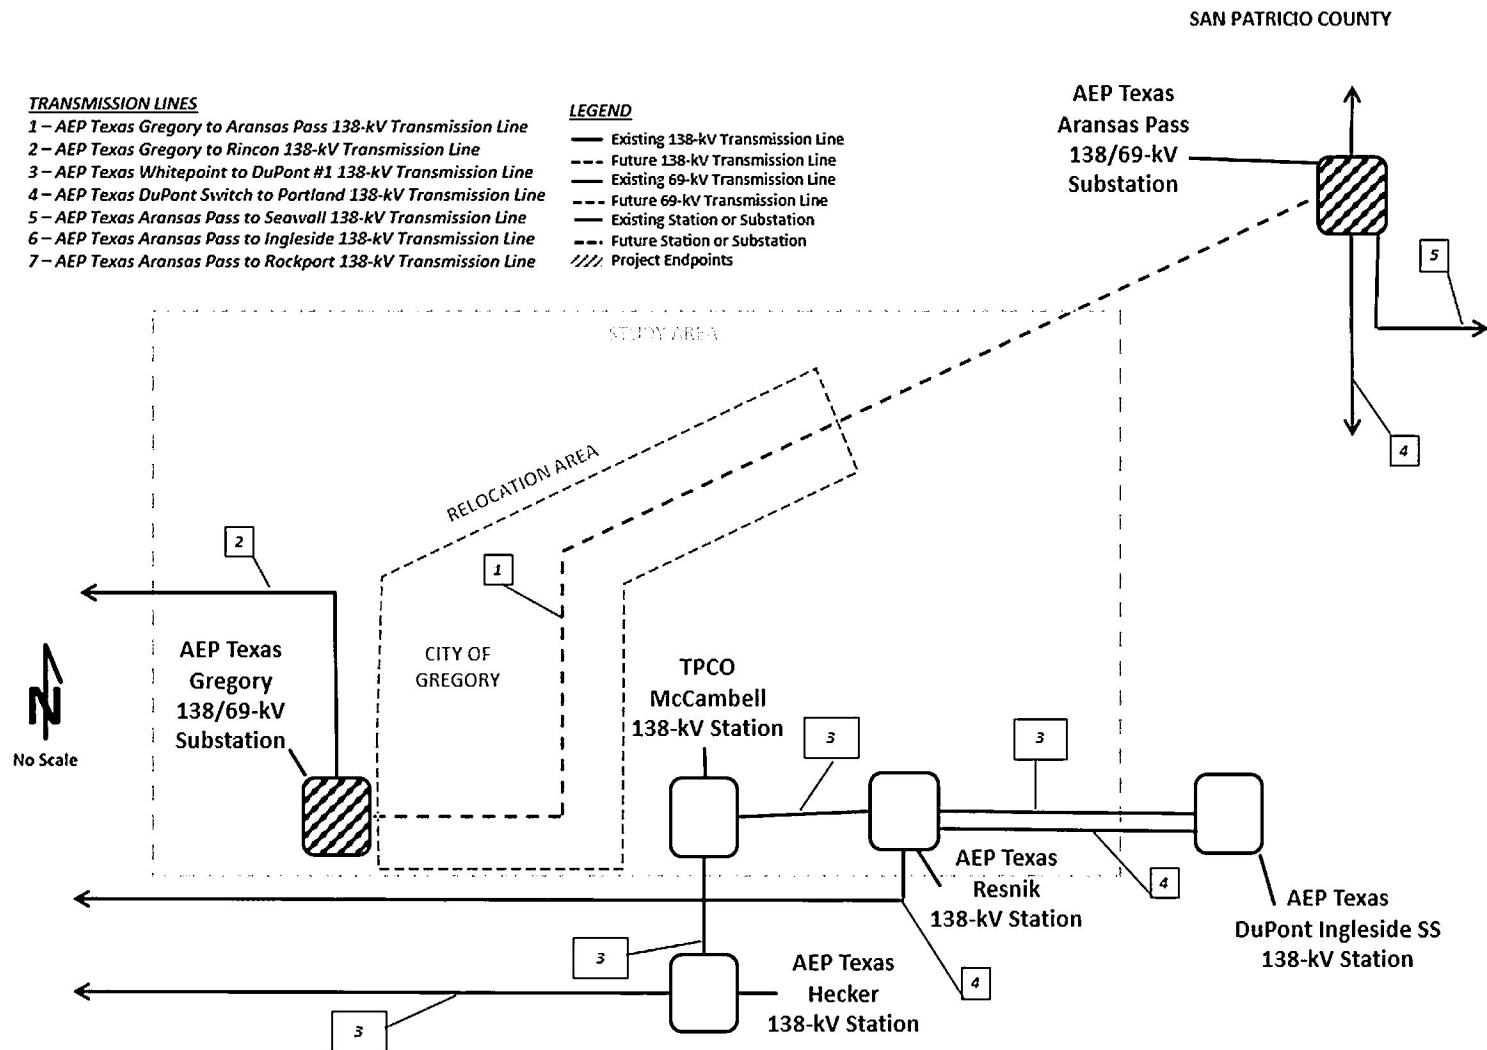 SAN PATRICIO COUNTY
TRANSMISSION LINES
1 – AEP Texas Gregory to Aransas Pass 138-kV Transmission Line
2 – AEP Texas Gregory to Rincon 138-kV Transmission Line
3 – AEP Texas Whitepoint to DuPont #1 138-kV Transmission Line
4 – AEP Texas DuPont Switch to Portland 138-kV Transmission Line
5 – AEP Texas Aransas Pass to Seawall 138-kV Transmission Line
6 – AEP Texas Aransas Pass to Ingleside 138-kV Transmission Line
7 – AEP Texas Aransas Pass to Rockport 138-kV Transmission Line
LEGEND
Existing 138-kV Transmission Line
Future 138-kV Transmission Line
Existing 69-kV Transmission Line
Future 69-kV Transmission Line
Existing Station or Substation
Future Station or Substation
Project Endpoints
AEP Texas
Aransas Pass
138/69-kV
Substation
5
4
STUDY AREA
RELOCATION AREA
2
1
CITY OF
GREGORY
AEP Texas
Gregory
138/69-kV
Substation
N
No Scale
TPCO
McCambell
138-kV Station
3
3
4
AEP Texas
Resnik
138-kV Station
AEP Texas
DuPont Ingleside SS
138-kV Station
3
4
AEP Texas
Hecker
138-kV Station
3